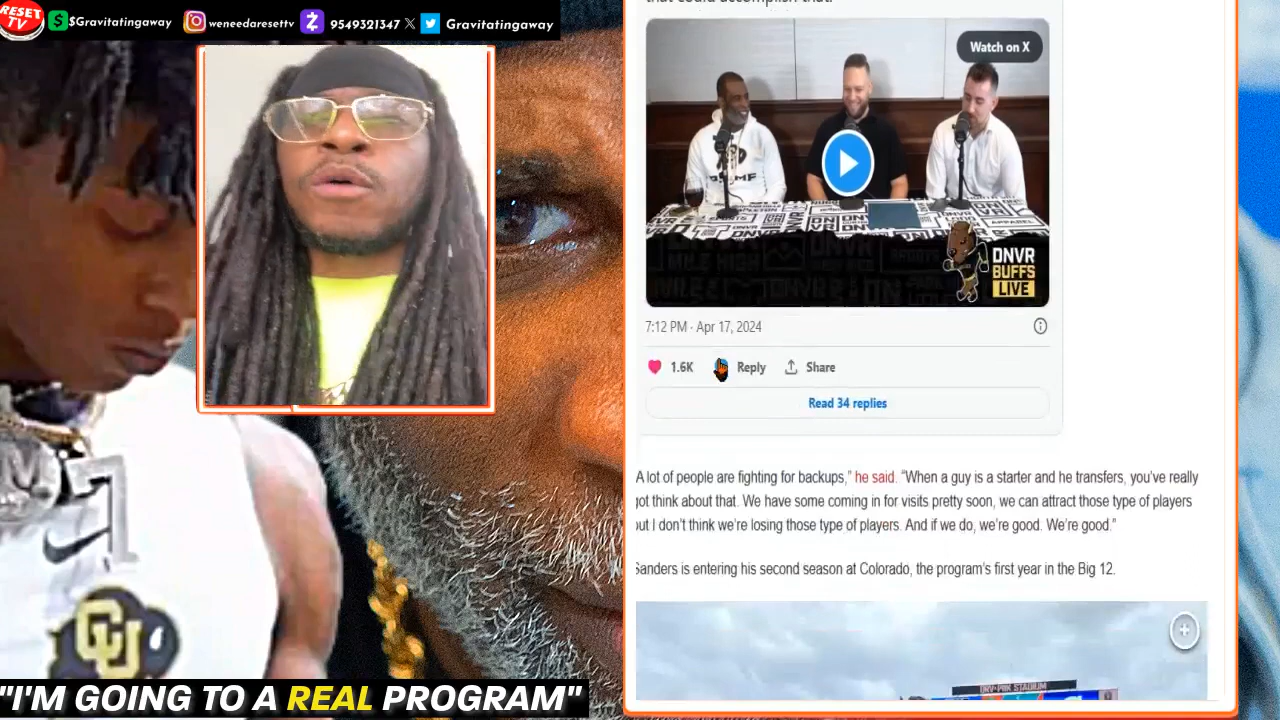 RESET
TV
$Gravitatingaway
weneedaresettv
9549321347
Gravitatingaway
that could accomplish that.
Watch on X
DNVR
BUFFS
LIVE
7:12 PM · Apr 17, 2024
1.6K
Reply
Share
Read 34 replies
A lot of people are fighting for backups,” he said. “When a guy is a starter and he transfers, you’ve really
got think about that. We have some coming in for visits pretty soon, we can attract those type of players
but I don’t think we’re losing those type of players. And if we do, we’re good. We’re good.”
Sanders is entering his second season at Colorado, the program’s first year in the Big 12.
CU
"I'M GOING TO A REAL PROGRAM"